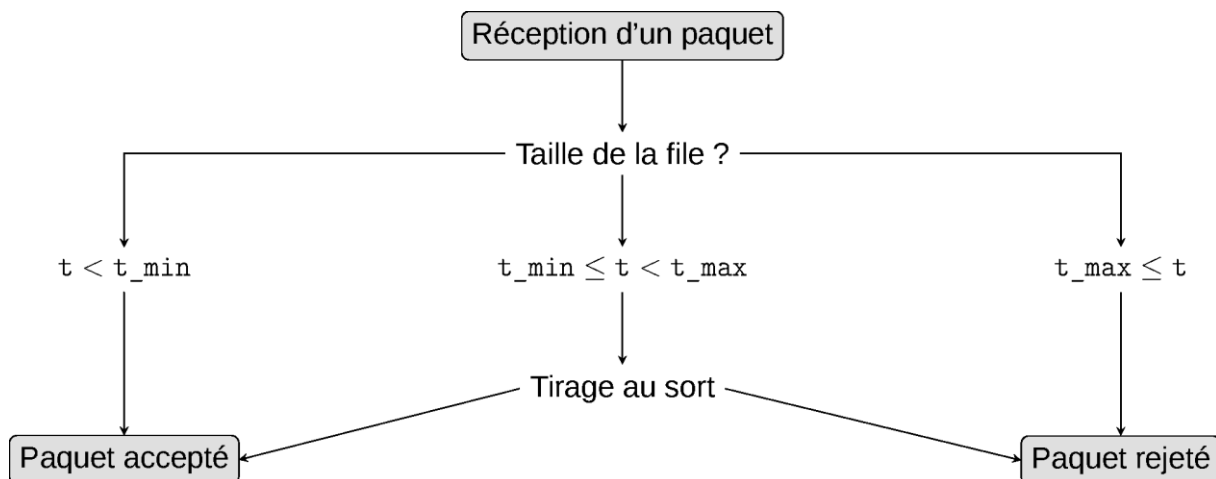 Réception d’un paquet
Taille de la file ?
t < t_min
t_min ≤ t < t_max
t_max ≤ t
Tirage au sort
Paquet accepté
Paquet rejeté